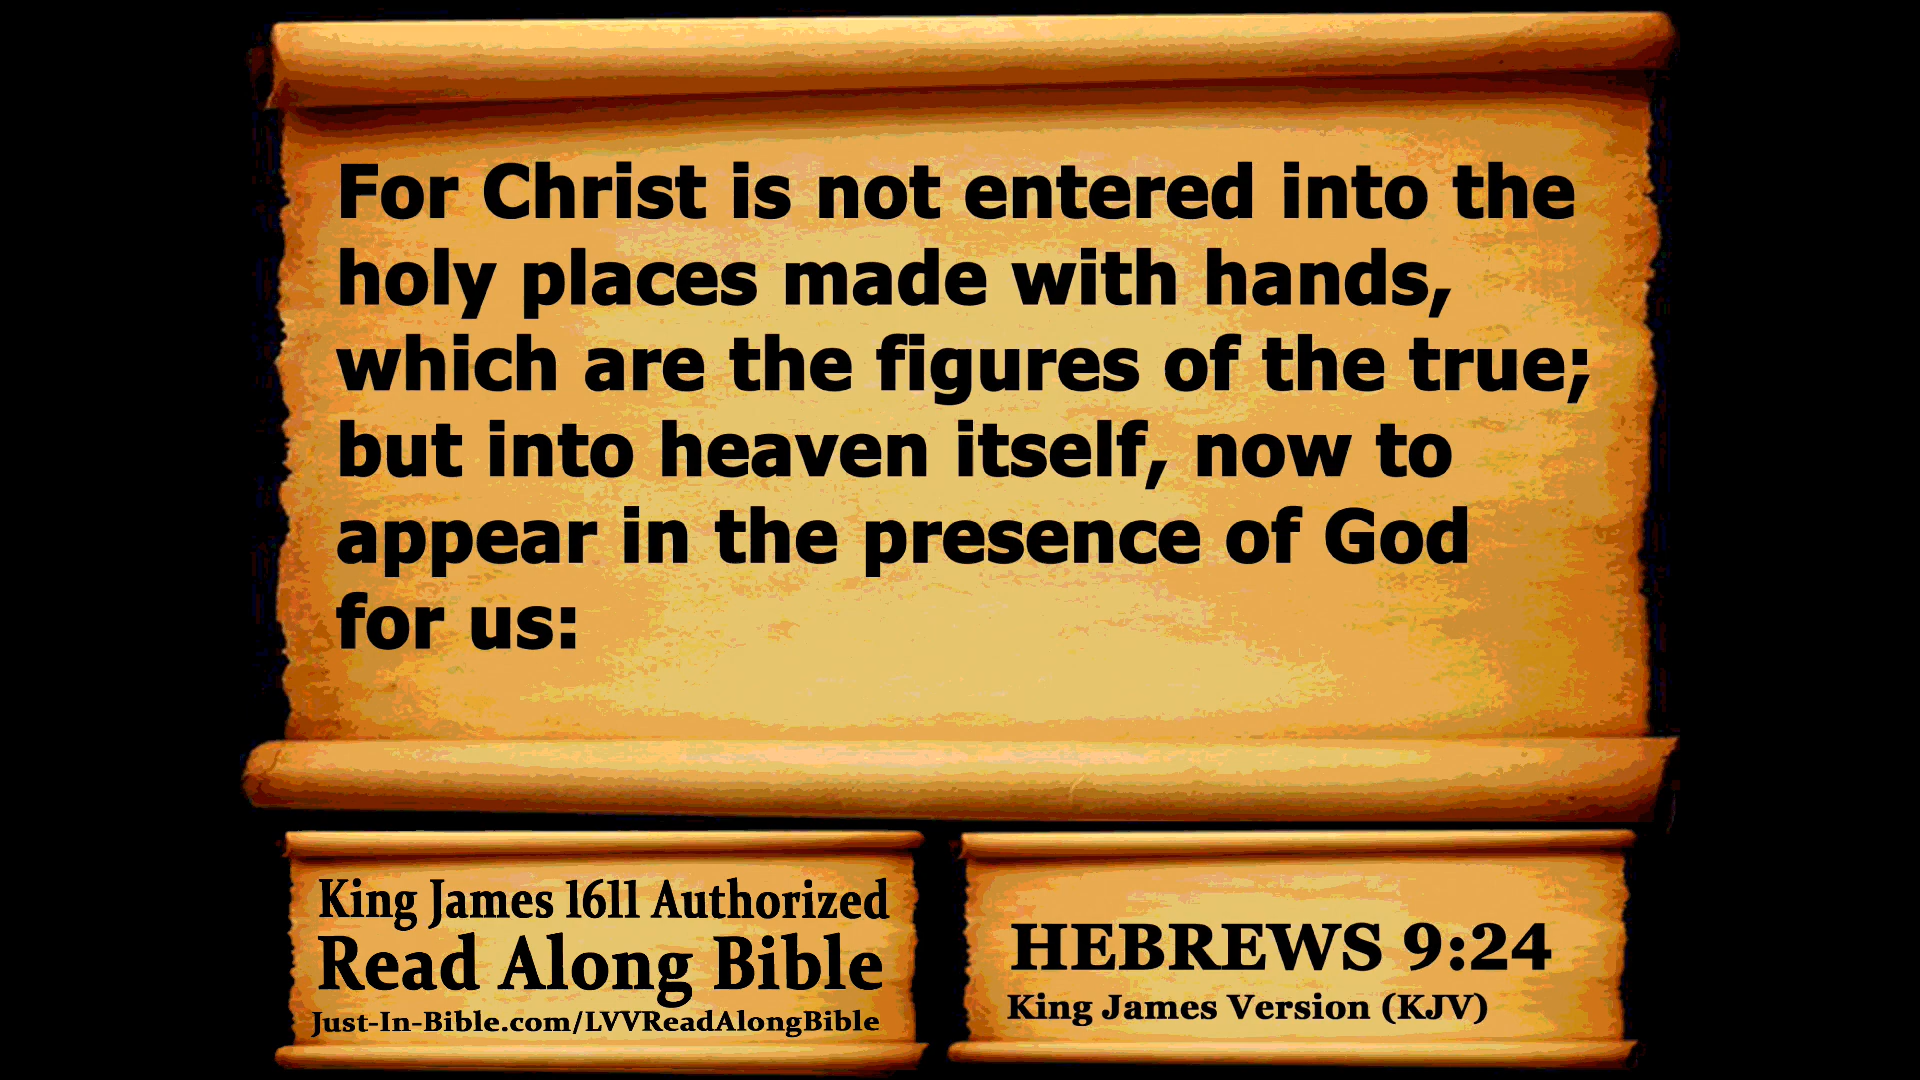 For Christ is not entered into the
holy places made with hands,
which are the figures of the true;
but into heaven itself, now to
appear in the presence of God
for us:
King James 1611 Authorized
Read Along Bible
Just-In-Bible.com/LVVReadAlongBible
HEBREWS 9:24
King James Version (KJV)